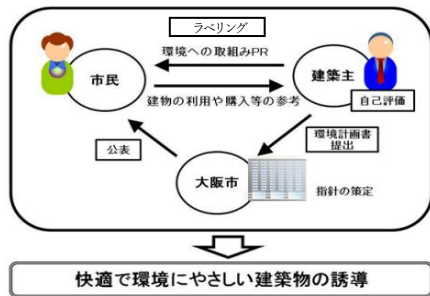 ラベリング
環境への取組みPR
市民
建築主
建物の利用や購入等の参考
自己評価
環境計画書
提出
公表
大阪市
指針の策定
快適で環境にやさしい建築物の誘導